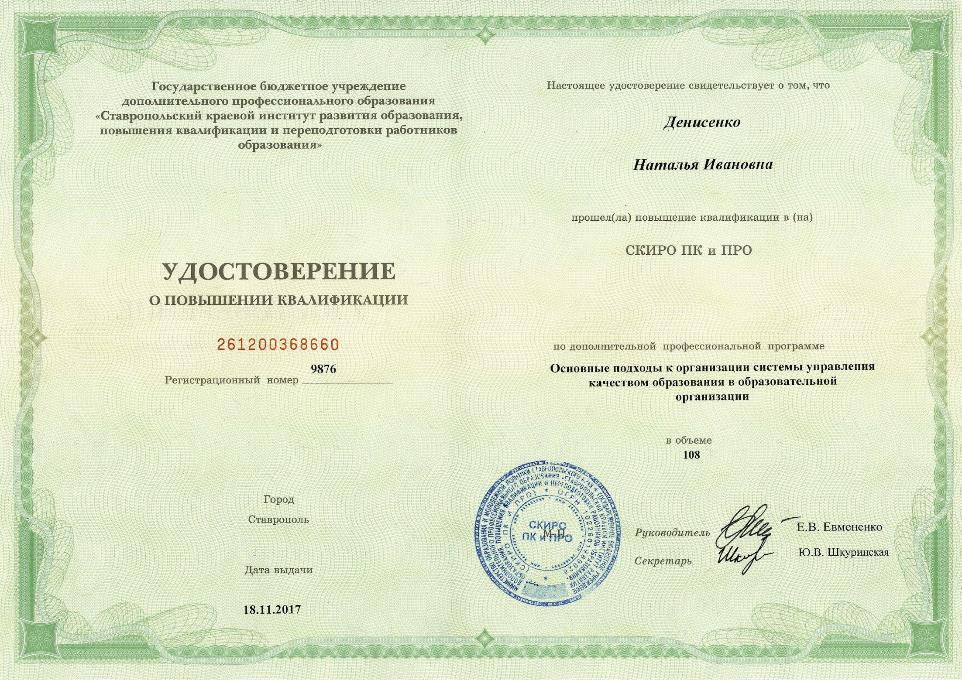 Государственное бюджетное учреждение
дополнительного профессионального образования
«Ставропольский краевой институт развития образования,
повышения квалификации и переподготовки работников
образования»
УДОСТОВЕРЕНИЕ
О ПОВЫШЕНИИ КВАЛИФИКАЦИИ
261200368660
9876
Регистрационный номер
Город
Ставрополь
Дата выдачи
18.11.2017
Настоящее удостоверение свидетельствует о том, что
Денисенко
Наталья Ивановна
прошел(ла) повышение квалификации в (на)
СКИРО ПК и ПРО
по дополнительной профессиональной программе
Основные подходы к организации системы управления
качеством образования в образовательной
организации
в объеме
108
СКИРО
ПК и ПРО
М.П.
Руководитель Е.В. Евмененко
Секретарь Ю.В. Шкуринская